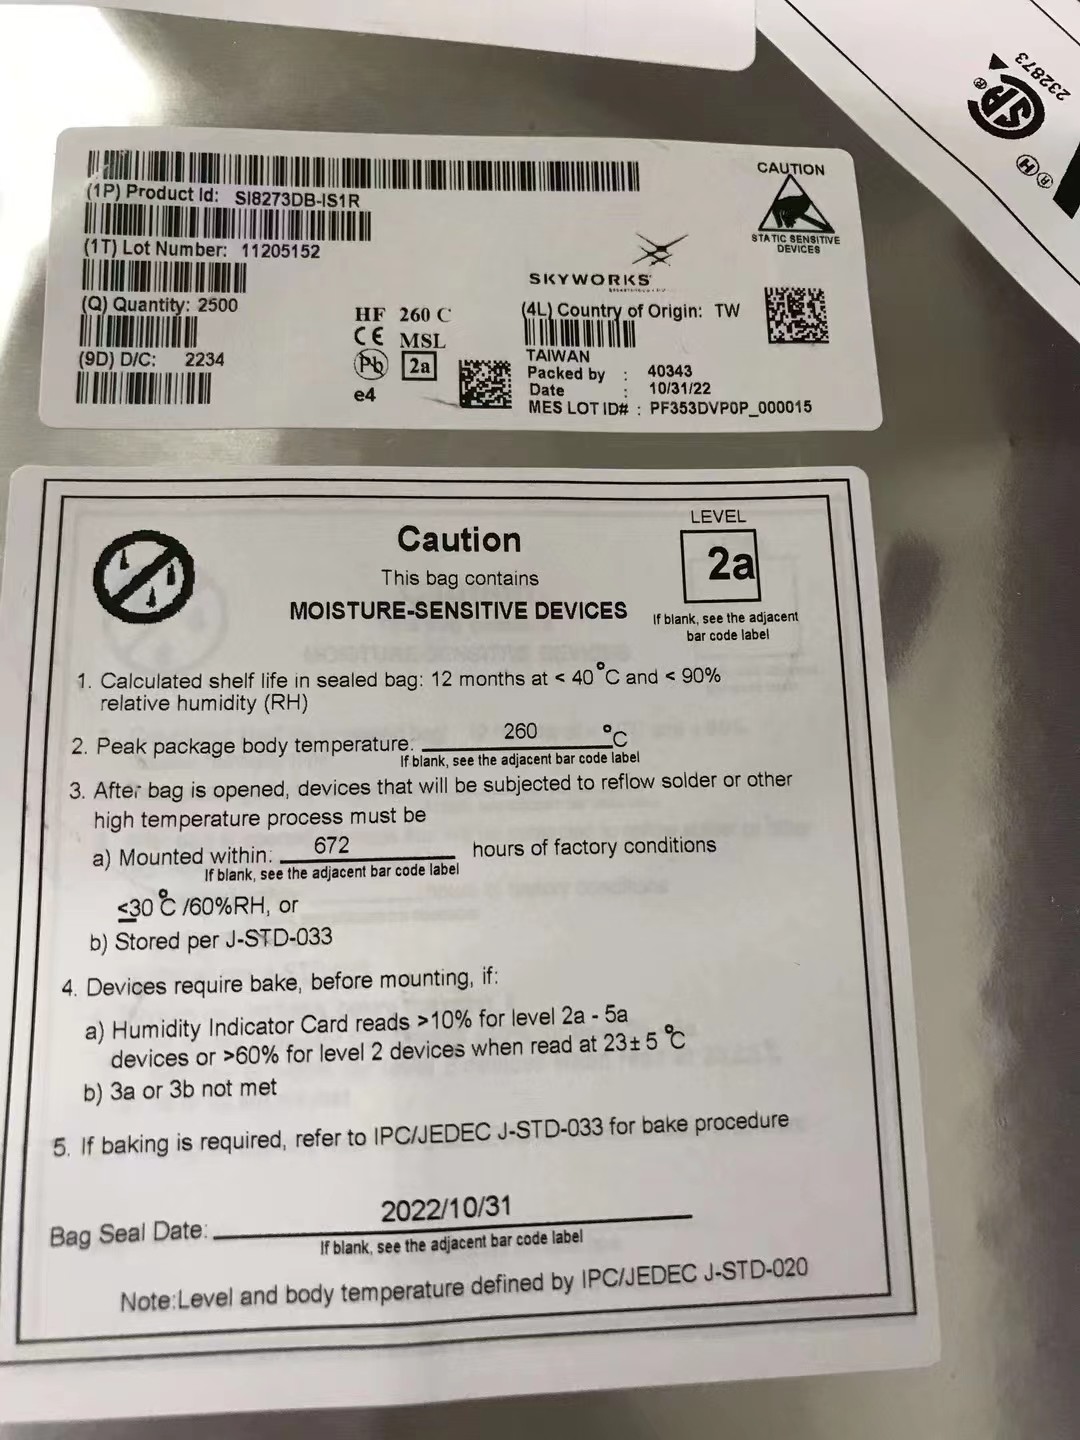 232873
SA®
®
Ⓗ®
(1P) Product Id: SI8273DB-IS1R
(1T) Lot Number: 11205152
(Q) Quantity: 2500
(9D) D/C: 2234
HF 260 C
CE MSL
Pb 2a
e4
SKYWORKS
(4L) Country of Origin: TW
TAIWAN
Packed by : 40343
Date : 10/31/22
MES LOT ID# : PF353DVP0P_000015
CAUTION
STATIC SENSITIVE
DEVICES
LEVEL
2a
If blank, see the adjacent
bar code label
Caution
This bag contains
MOISTURE-SENSITIVE DEVICES
1. Calculated shelf life in sealed bag: 12 months at < 40°C and < 90%
relative humidity (RH)
2. Peak package body temperature: 260 °C
If blank, see the adjacent bar code label
3. After bag is opened, devices that will be subjected to reflow solder or other
high temperature process must be
a) Mounted within: 672 hours of factory conditions
If blank, see the adjacent bar code label
≤30°C /60%RH, or
b) Stored per J-STD-033
4. Devices require bake, before mounting, if:
a) Humidity Indicator Card reads >10% for level 2a - 5a
devices or >60% for level 2 devices when read at 23± 5 °C
b) 3a or 3b not met
5. If baking is required, refer to IPC/JEDEC J-STD-033 for bake procedure
Bag Seal Date: 2022/10/31
If blank, see the adjacent bar code label
Note:Level and body temperature defined by IPC/JEDEC J-STD-020